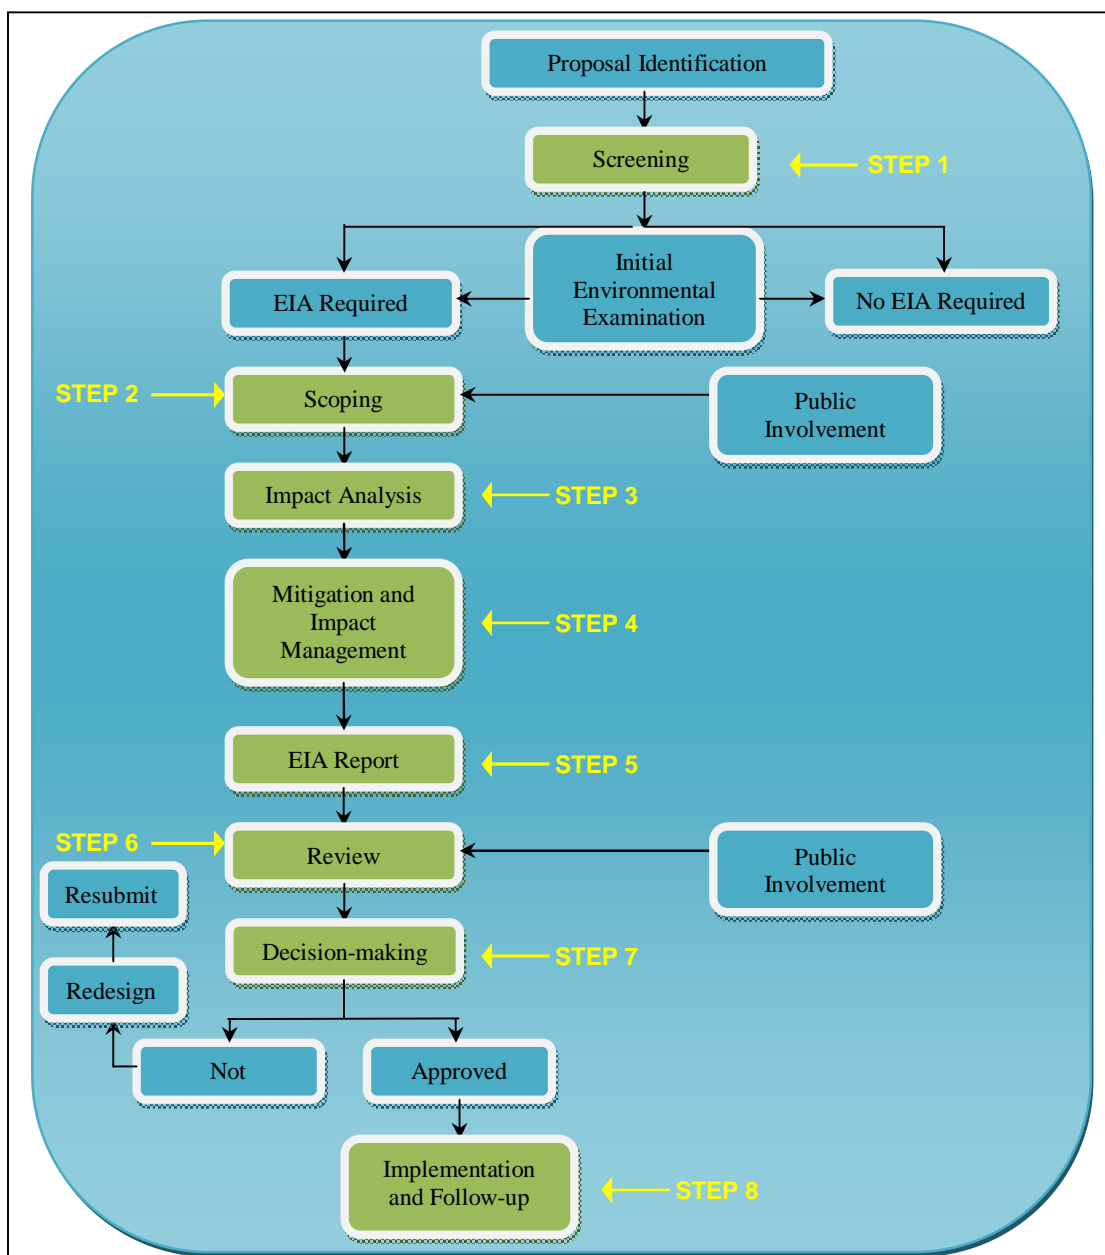 Proposal Identification
Screening
STEP 1
Initial
Environmental
Examination
EIA Required
No EIA Required
STEP 2
Scoping
Public
Involvement
Impact Analysis
STEP 3
Mitigation and
Impact
Management
STEP 4
EIA Report
STEP 5
STEP 6
Review
Public
Involvement
Resubmit
Decision-making
STEP 7
Redesign
Not
Approved
Implementation
and Follow-up
STEP 8